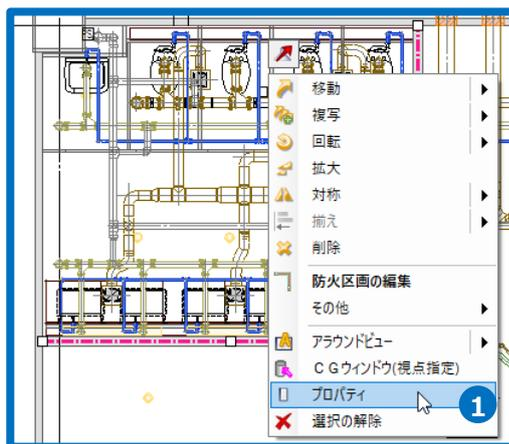 移動
複写
回転
拡大
対称
揃え
削除
防火区画の編集
その他
アラウンドビュー
CGウィンドウ(視点指定)
プロパティ
1
選択の解除